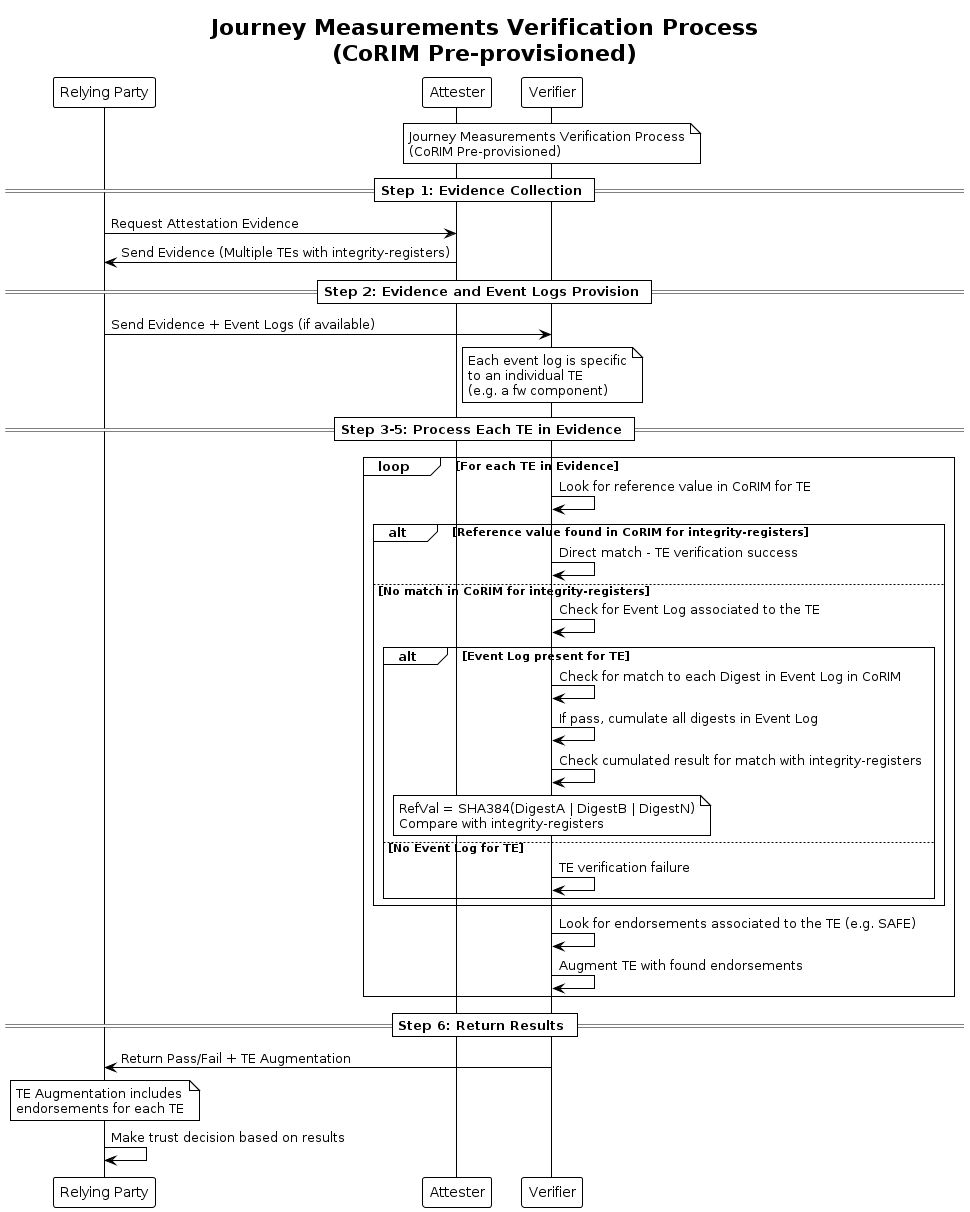 Journey Measurements Verification Process
(CoRIM Pre-provisioned)
Relying Party
Attester
Verifier
Journey Measurements Verification Process
(CoRIM Pre-provisioned)
Step 1: Evidence Collection
Request Attestation Evidence
Send Evidence (Multiple TEs with integrity-registers)
Step 2: Evidence and Event Logs Provision
Send Evidence + Event Logs (if available)
Each event log is specific
to an individual TE
(e.g. a fw component)
Step 3-5: Process Each TE in Evidence
loop
[For each TE in Evidence]
Look for reference value in CoRIM for TE
alt
[Reference value found in CoRIM for integrity-registers]
Direct match - TE verification success
[No match in CoRIM for integrity-registers]
Check for Event Log associated to the TE
alt
[Event Log present for TE]
Check for match to each Digest in Event Log in CoRIM
If pass, cumulate all digests in Event Log
Check cumulated result for match with integrity-registers
RefVal = SHA384(DigestA | DigestB | DigestN)
Compare with integrity-registers
[No Event Log for TE]
TE verification failure
Look for endorsements associated to the TE (e.g. SAFE)
Augment TE with found endorsements
Step 6: Return Results
Return Pass/Fail + TE Augmentation
TE Augmentation includes
endorsements for each TE
Make trust decision based on results
Relying Party
Attester
Verifier